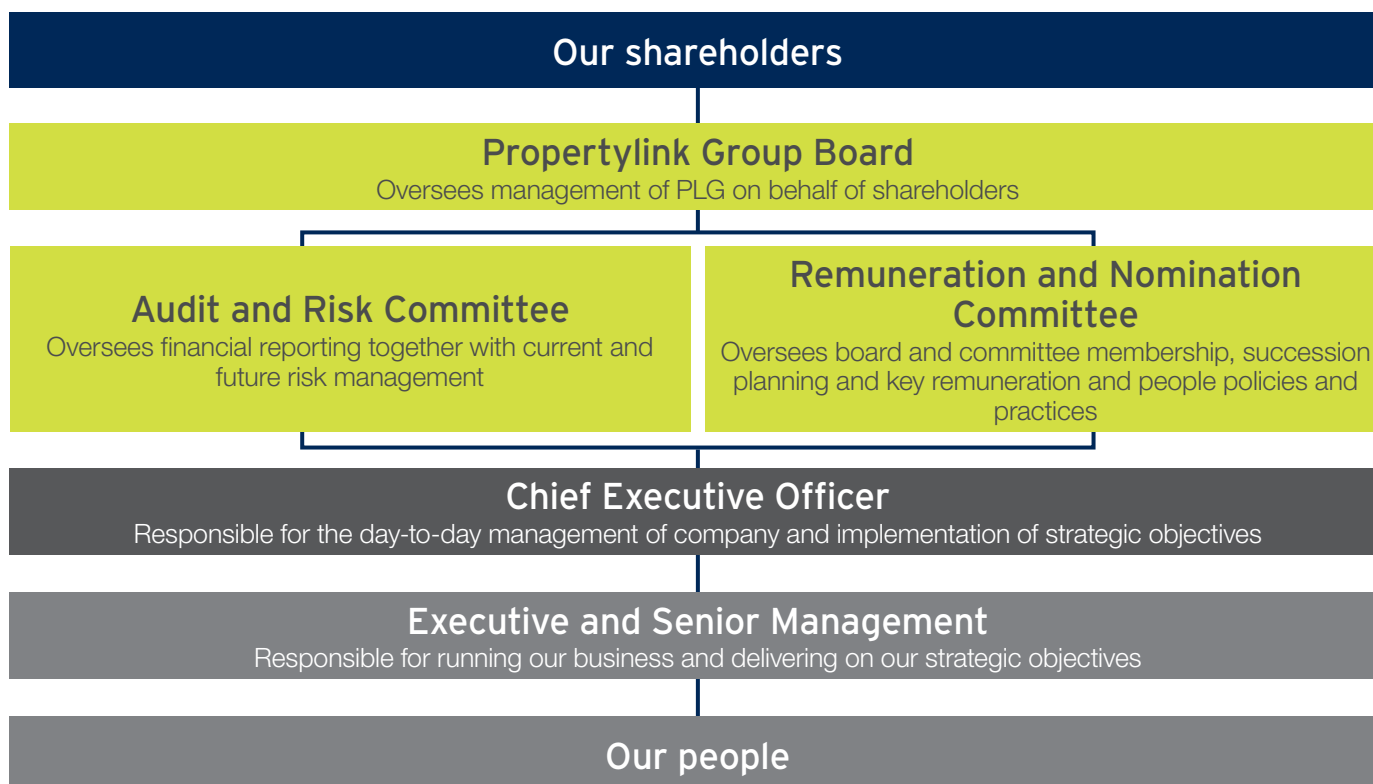 Our shareholders
Propertylink Group Board
Oversees management of PLG on behalf of shareholders
Audit and Risk Committee
Oversees financial reporting together with current and
future risk management
Remuneration and Nomination
Committee
Oversees board and committee membership, succession
planning and key remuneration and people policies and
practices
Chief Executive Officer
Responsible for the day-to-day management of company and implementation of strategic objectives
Executive and Senior Management
Responsible for running our business and delivering on our strategic objectives
Our people